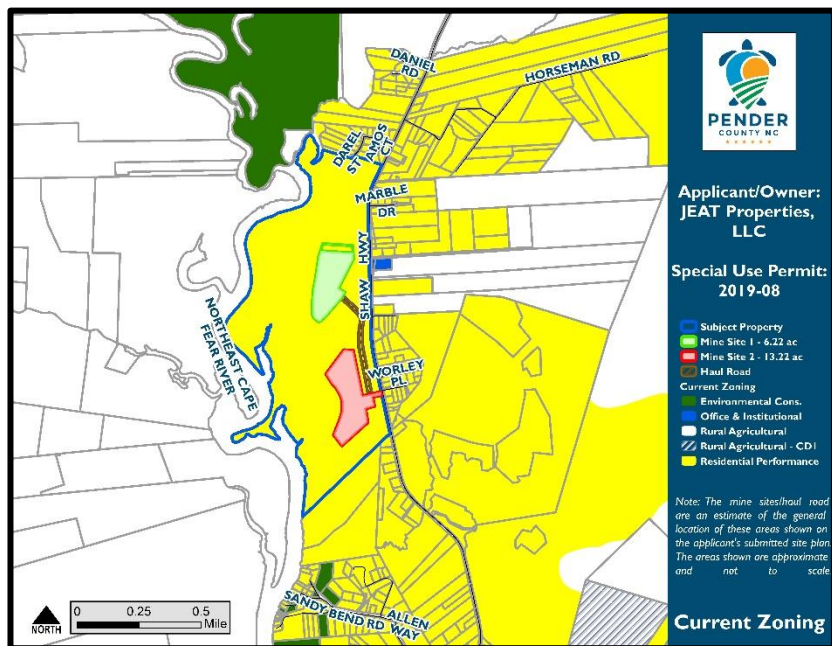 DANIEL
RD
HORSEMAN RD
DAREL
ST
AMOS
CT
MARBLE
DR
SHAW HWY
NORTHEAST CAPE
FEAR RIVER
WORLEY
PL
SANDY BEND RD
ALLEN
WAY
NORTH
0 0.25 0.5
Mile
PENDER
COUNTY NC
Applicant/Owner:
JEAT Properties,
LLC
Special Use Permit:
2019-08
Subject Property
Mine Site 1 - 6.22 ac
Mine Site 2 - 13.22 ac
Haul Road
Current Zoning
Environmental Cons.
Office & Institutional
Rural Agricultural
Rural Agricultural - CD1
Residential Performance
Note: The mine sites/haul road
are an estimate of the general
location of these areas shown on
the applicant's submitted site plan.
The areas shown are approximate
and not to scale.
Current Zoning